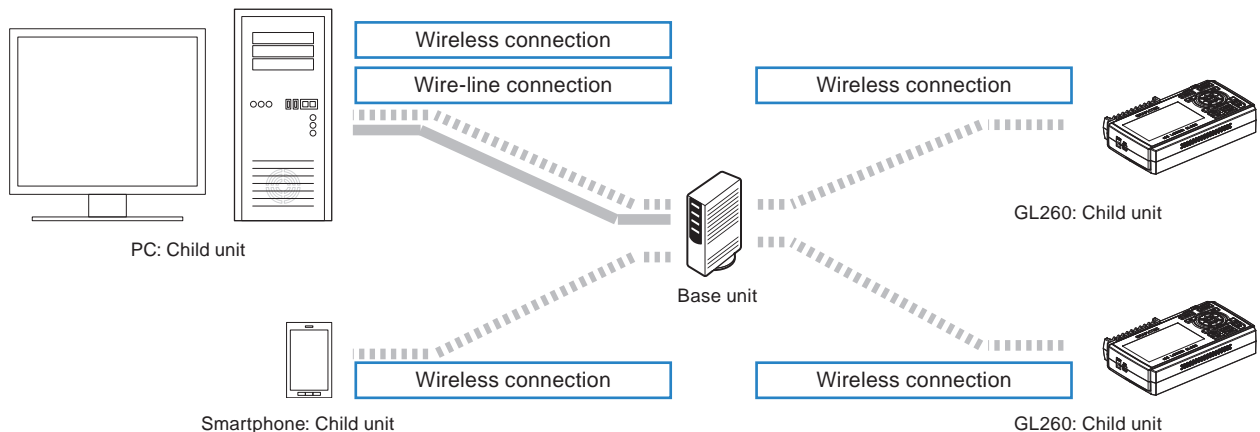 Wireless connection
Wire-line connection
Wireless connection
GL260: Child unit
PC: Child unit
Base unit
Wireless connection
Wireless connection
Smartphone: Child unit
GL260: Child unit